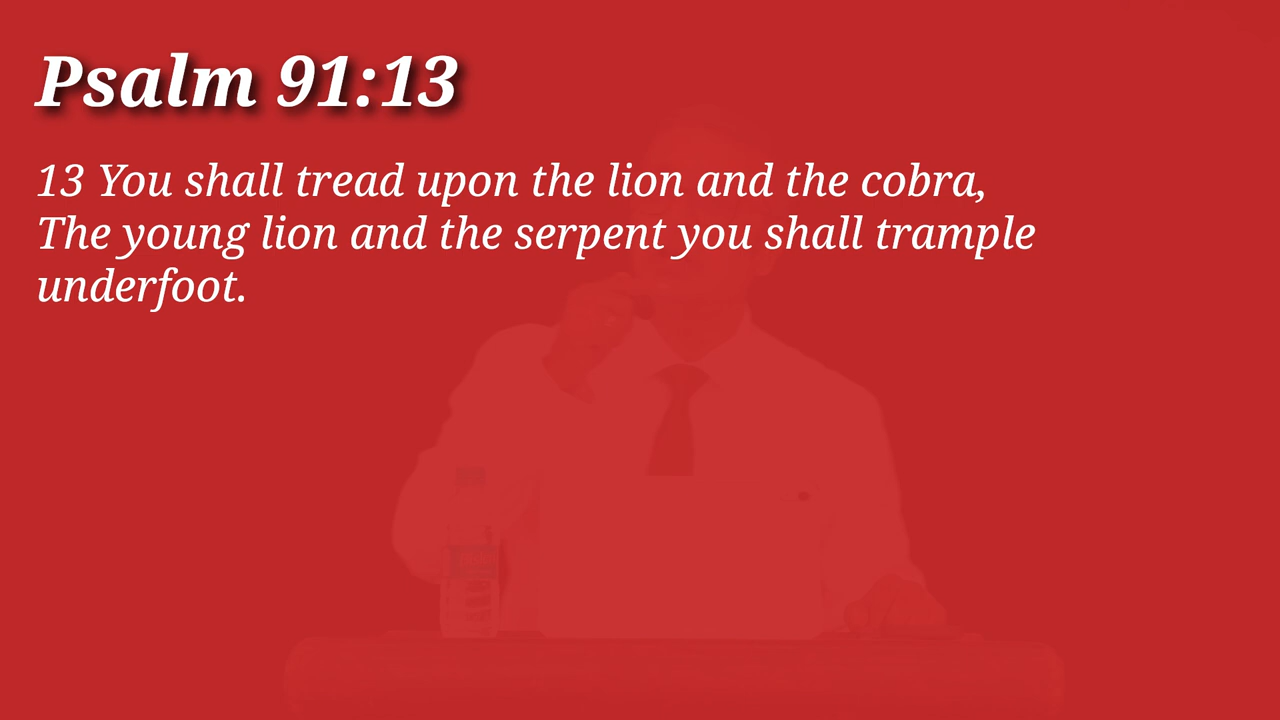 Psalm 91:13
13 You shall tread upon the lion and the cobra,
The young lion and the serpent you shall trample
underfoot.